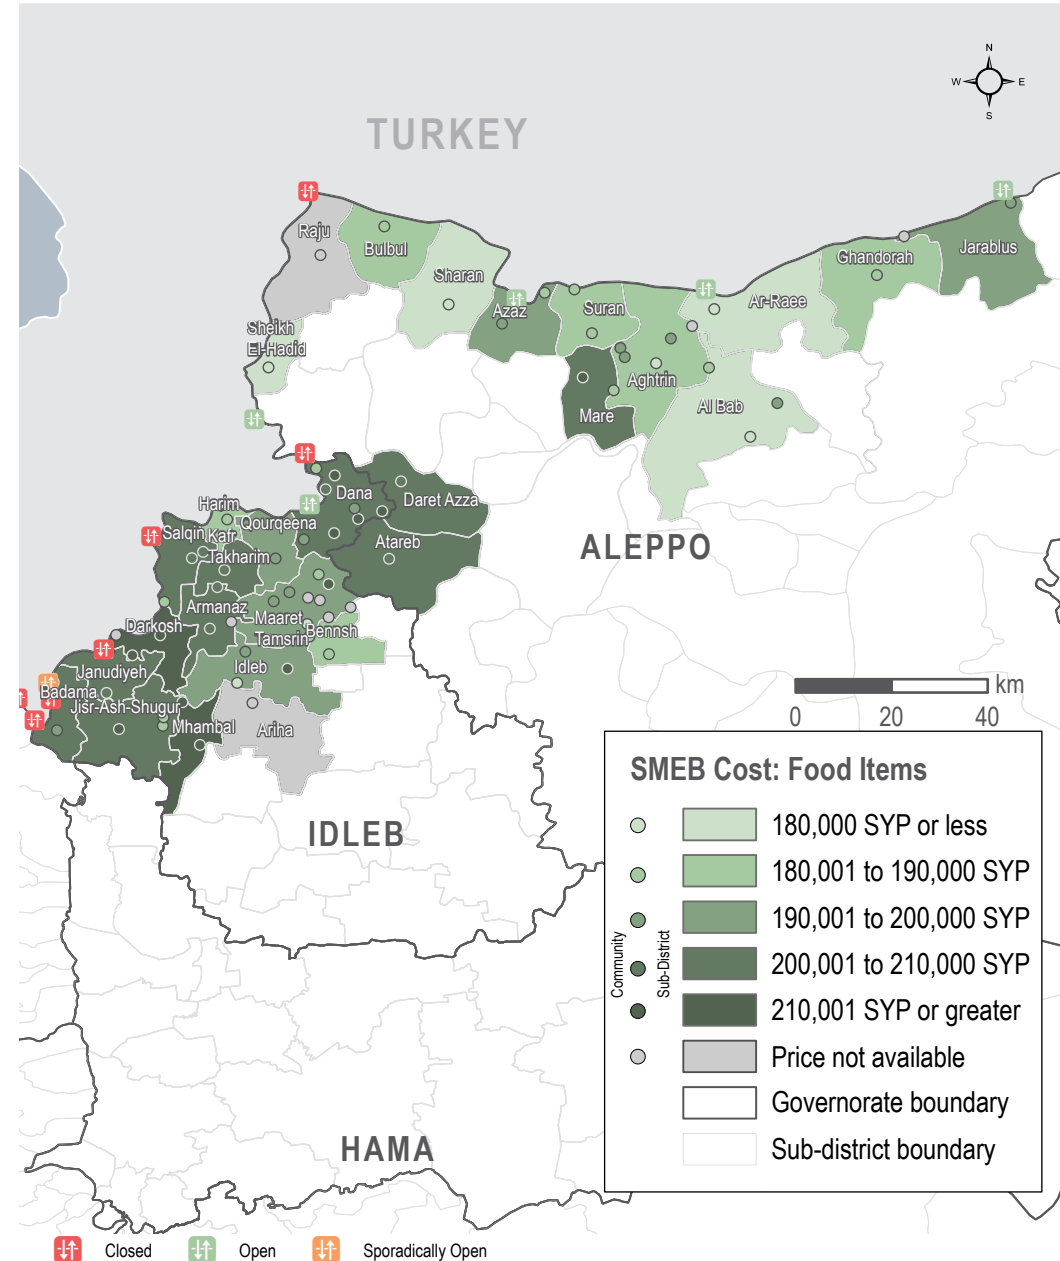 N
W E
S
TURKEY
Raju
Bulbul
Sharan
Sheikh
El-Hadid
Azaz
Suran
Ar-Raee
Ghandorah
Jarablus
Aghtrin
Mare
Al Bab
Dana
Daret Azza
Harim
Qourqeena
Salqin
Kafr
Takharim
Atareb
ALEPPO
Armanaz
Maaret
Tamsrin
Bennsh
Darkosh
Janudiyeh
Idleb
Badama
Jisr-Ash-Shugur
Mhambal
Ariha
km
0 20 40
IDLEB
HAMA
SMEB Cost: Food Items
180,000 SYP or less
180,001 to 190,000 SYP
190,001 to 200,000 SYP
200,001 to 210,000 SYP
210,001 SYP or greater
Price not available
Governorate boundary
Sub-district boundary
Community
Sub-District
Closed
Open
Sporadically Open